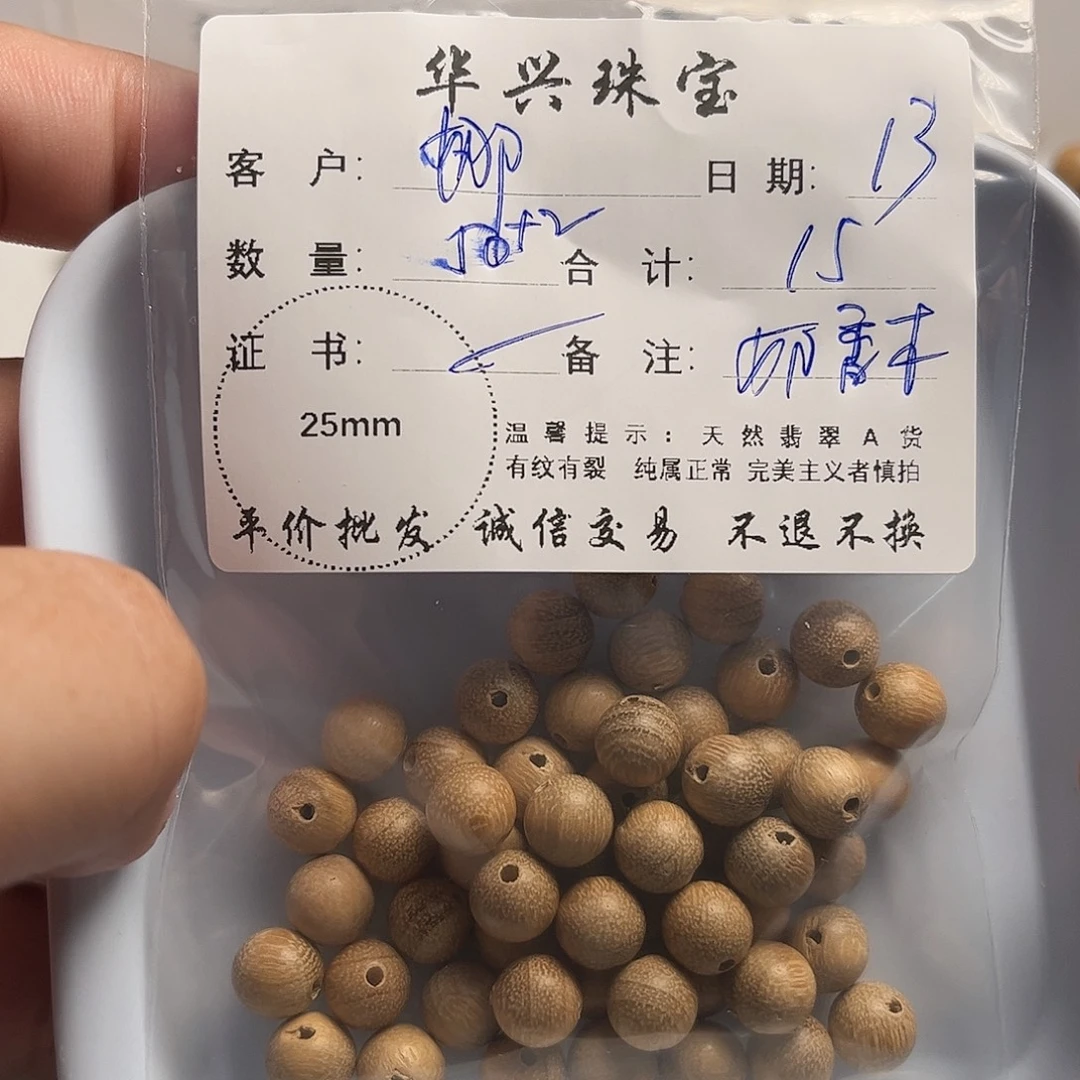 华兴珠宝
客户: 娜 日期: 13
数量: 50+2 合计: 15
证书: 备注: 香木
25mm
温馨提示:天然翡翠A货
有纹有裂 纯属正常 完美主义者慎拍
平价批发 诚信交易 不退不换